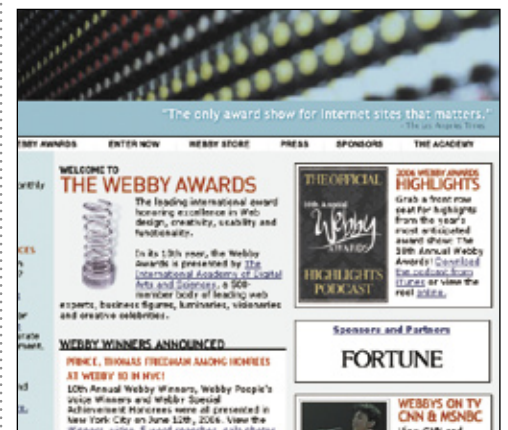 "The only award show for Internet sites that matters."
- The Los Angeles Times
WEBBY AWARDS ENTER NOW WEBBY STORE PRESS SPONSORS THE ACADEMY
WELCOME TO
THE WEBBY AWARDS
The leading international award
honoring excellence in Web
design, creativity, usability and
functionality.
In its 10th year, the Webby
Awards is presented by The
International Academy of Digital
Arts and Sciences, a 500-
member body of leading web
experts, business figures, luminaries, visionaries
and creative celebrities.
WEBBY WINNERS ANNOUNCED
PRINCE, THOMAS FRIEDMAN AMONG HONREES
AT WEBBY 10 IN NYC!
10th Annual Webby Winners, Webby People's
Voice Winners and Webby Special
Achievement Honorees were all presented in
New York City on June 12th, 2006. View the
THE OFFICIAL
10th Annual
Webby
AWARDS
HIGHLIGHTS
PODCAST
2006 WEBBY AWARDS
HIGHLIGHTS
Grab a front row
seat for highlights
from the year's
most anticipated
award show: The
10th Annual Webby
Awards! Download
the podcast from
iTunes or view the
reel online.
Sponsors and Partners
FORTUNE
WEBBYS ON TV
CNN & MSNBC